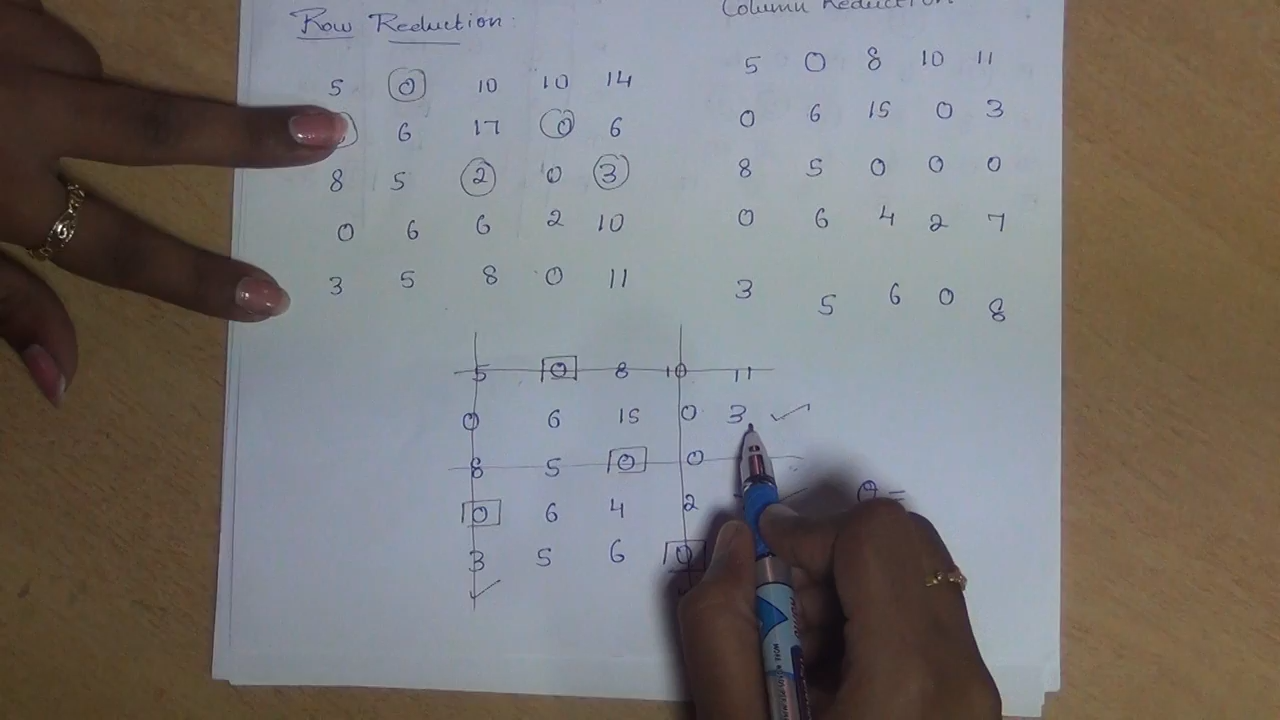 Row Reduction:
5 0 10 10 14
6 17 0 6
8 5 2 0 3
0 6 6 2 10
3 5 8 0 11
Column Reduction:
5 0 8 10 11
0 6 15 0 3
8 5 0 0 0
0 6 4 2 7
3 5 6 0 8
5 0 8 10 11
0 6 15 0 3 ✓
8 5 0 0
0 6 4 2
3 5 6 0
θ =